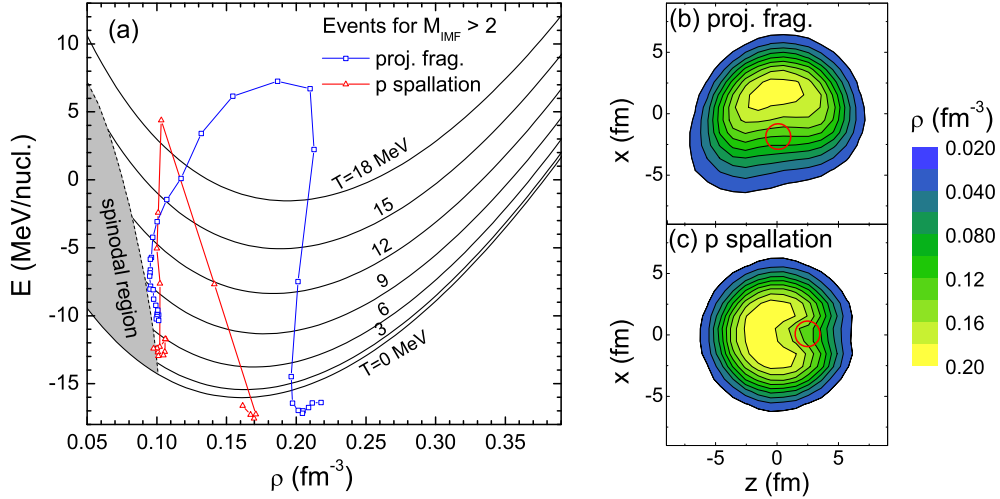 (a)
Events for M_IMF > 2
proj. frag.
p spallation
E (MeV/nucl.)
10
5
0
-5
-10
-15
T=18 MeV
15
12
9
6
3
T=0 MeV
spinodal region
0.05 0.10 0.15 0.20 0.25 0.30 0.35
ρ (fm⁻³)
(b) proj. frag.
x (fm)
5
0
-5
(c) p spallation
x (fm)
5
0
-5
-5 0 5
z (fm)
ρ (fm⁻³)
0.020
0.040
0.080
0.12
0.16
0.20